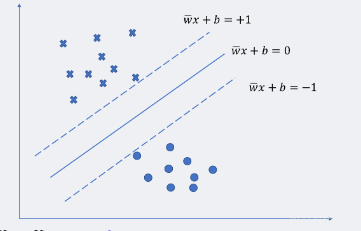 w̅x + b = +1
w̅x + b = 0
w̅x + b = −1